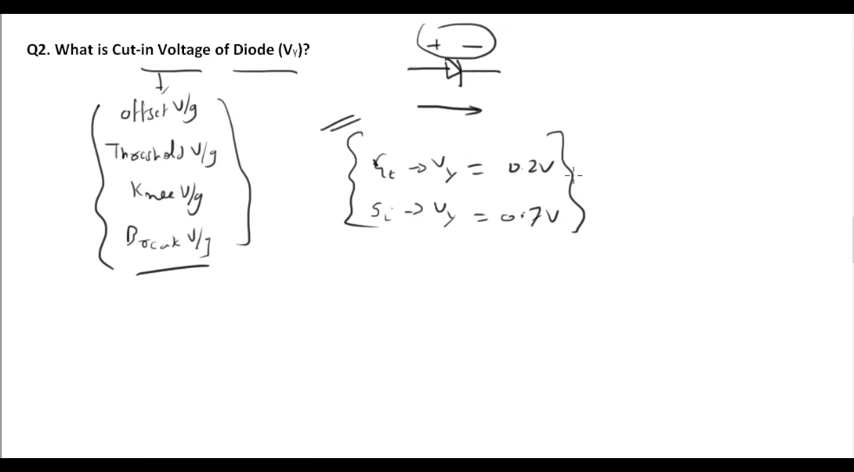 Q2. What is Cut-in Voltage of Diode (Vγ)?
+ −
offset V/g
Threshold V/g
Knee V/g
Break V/g
Ge → Vγ = 0.2V
Si → Vγ = 0.7V